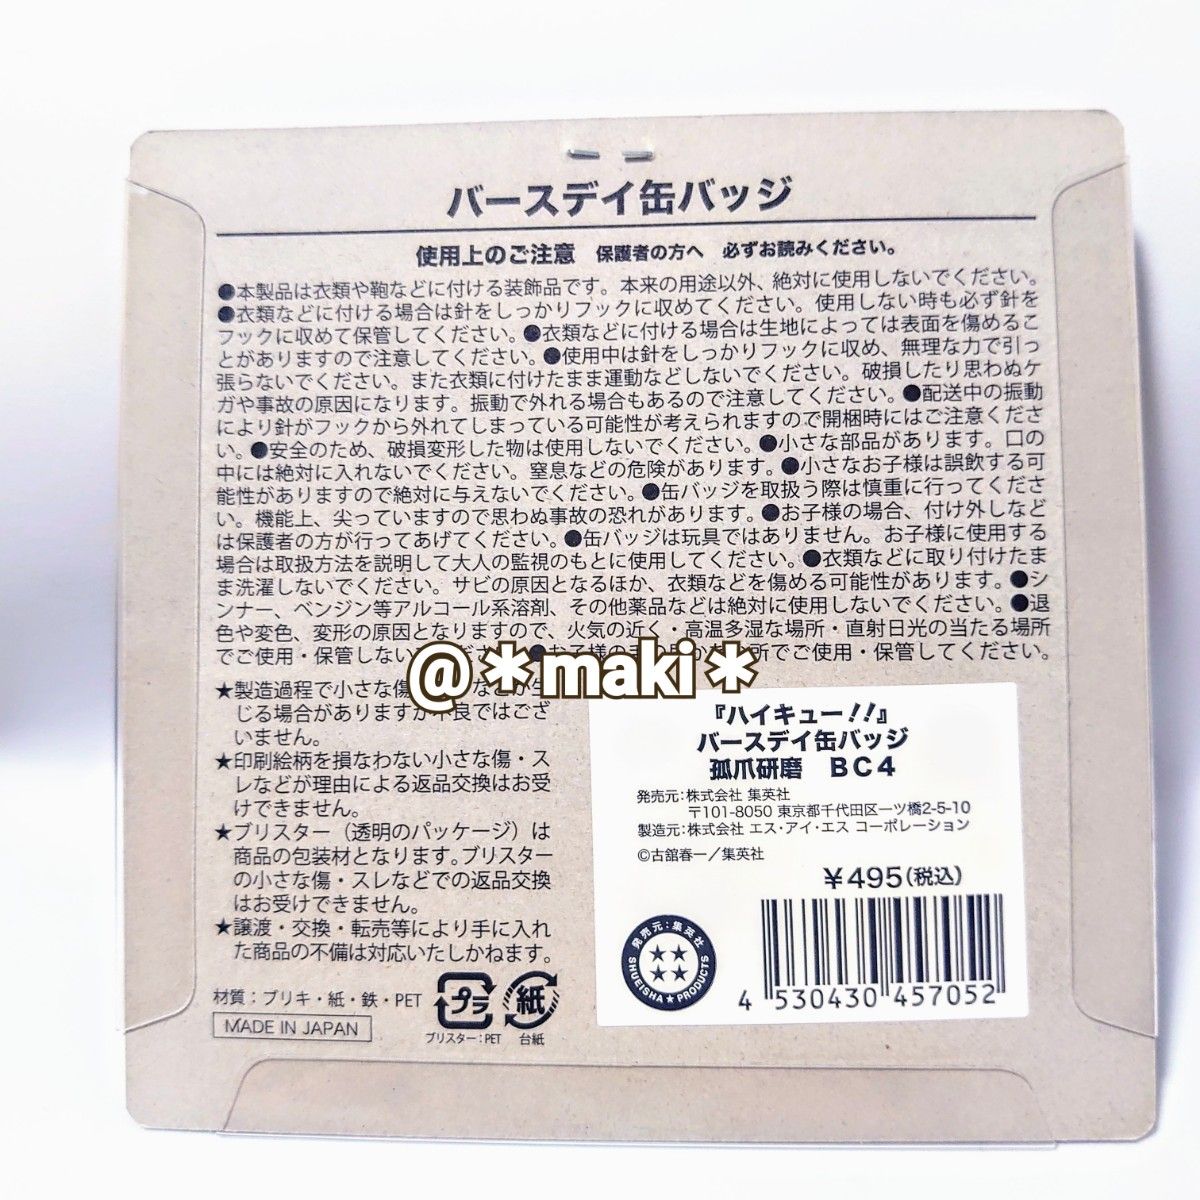 バースデイ缶バッジ
使用上のご注意 保護者の方へ 必ずお読みください。
●本製品は衣類や鞄などに付ける装飾品です。本来の用途以外、絶対に使用しないでください。
●衣類などに付ける場合は針をしっかりフックに収めてください。使用しない時も必ず針を
フックに収めて保管してください。●衣類などに付ける場合は生地によっては表面を傷めるこ
とがありますので注意してください。●使用中は針をしっかりフックに収め、無理な力で引っ
張らないでください。また衣類に付けたまま運動などしないでください。破損したり思わぬケ
ガや事故の原因になります。振動で外れる場合もあるので注意してください。●配送中の振動
により針がフックから外れてしまっている可能性が考えられますので開梱時にはご注意くださ
い。●安全のため、破損変形した物は使用しないでください。●小さな部品があります。口の
中には絶対に入れないでください。窒息などの危険があります。●小さなお子様は誤飲する可
能性がありますので絶対に与えないでください。●缶バッジを取扱う際は慎重に行ってくださ
い。機能上、尖っていますので思わぬ事故の恐れがあります。●お子様の場合、付け外しなど
は保護者の方が行ってあげてください。●缶バッジは玩具ではありません。お子様に使用する
場合は取扱方法を説明して大人の監視のもとに使用してください。●衣類などに取り付けたま
ま洗濯しないでください。サビの原因となるほか、衣類などを傷める可能性があります。●シ
ンナー、ベンジン等アルコール系溶剤、その他薬品などは絶対に使用しないでください。●退
色や変色、変形の原因となりますので、火気の近く・高温多湿な場所・直射日光の当たる場所
でご使用・保管しない ●お子様の手の 所でご使用・保管してください。
@＊maki＊
★製造過程で小さな傷 などが生
じる場合がありますが不良ではござ
いません。
★印刷絵柄を損なわない小さな傷・ス
レなどが理由による返品交換はお受
けできません。
★ブリスター（透明のパッケージ）は
商品の包装材となります。ブリスター
の小さな傷・スレなどでの返品交換
はお受けできません。
★譲渡・交換・転売等により手に入れ
た商品の不備は対応いたしかねます。
材質：ブリキ・紙・鉄・PET
MADE IN JAPAN
プラ
ブリスター：PET
紙
台紙
『ハイキュー!!』
バースデイ缶バッジ
孤爪研磨 BC4
発売元：株式会社 集英社
〒101-8050 東京都千代田区一ツ橋2-5-10
製造元：株式会社 エス・アイ・エス コーポレーション
©古舘春一／集英社
¥495(税込)
発売元：集英社
SHUEISHA★PRODUCTS
4 530430 457052